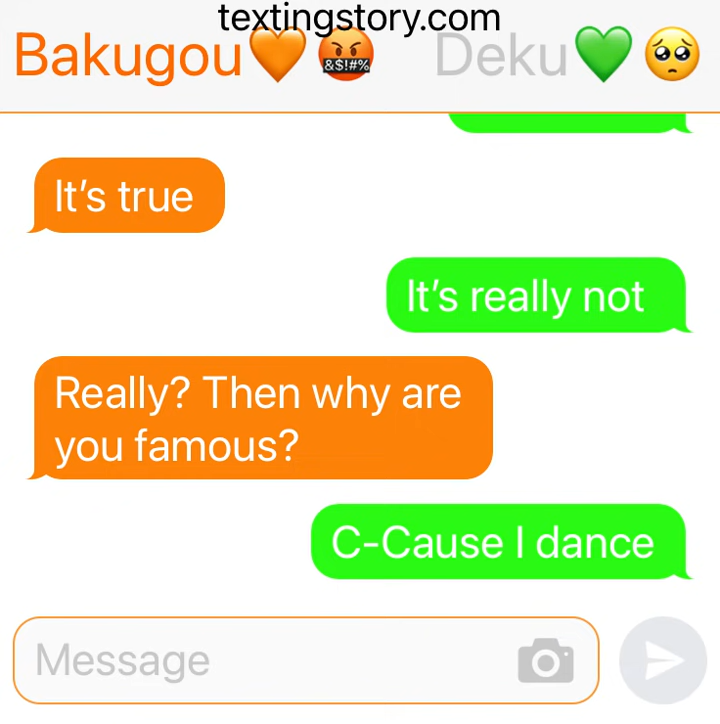 textingstory.com
Bakugou🧡🤬 Deku💚🥺
It’s true
It’s really not
Really? Then why are
you famous?
C-Cause I dance
Message